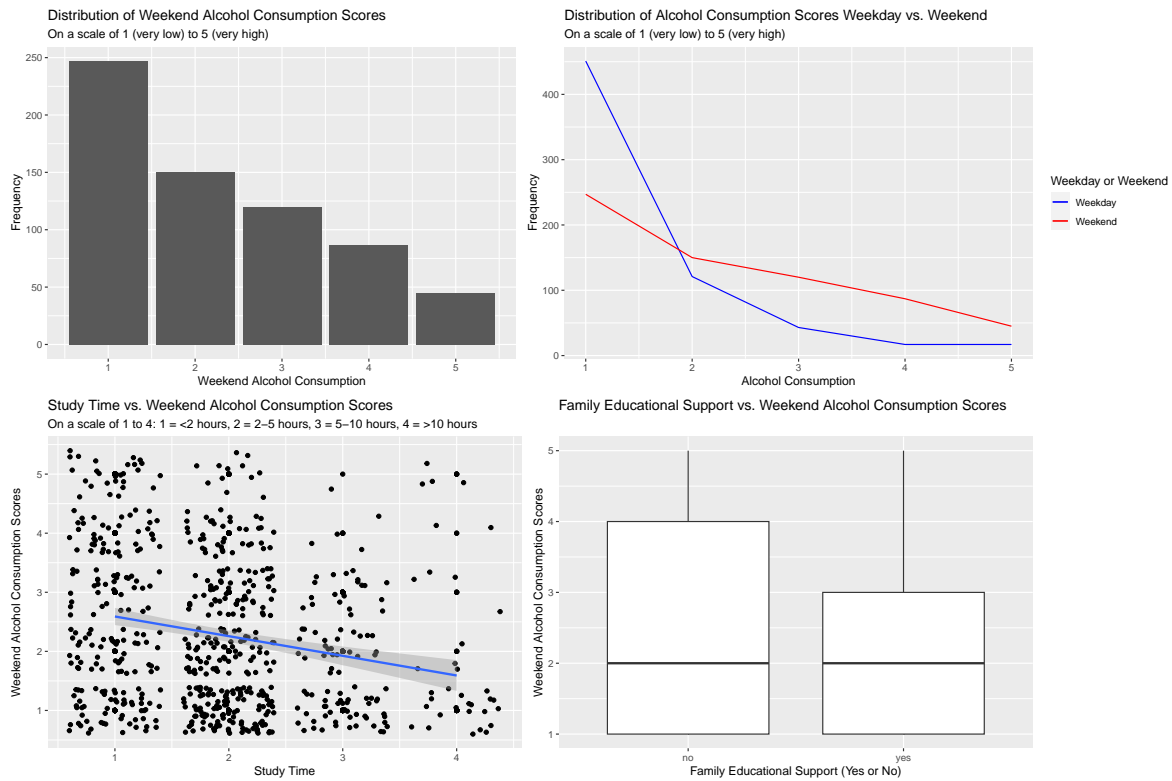 Distribution of Weekend Alcohol Consumption Scores
On a scale of 1 (very low) to 5 (very high)
250
200
150
100
50
0
Frequency
1 2 3 4 5
Weekend Alcohol Consumption
Distribution of Alcohol Consumption Scores Weekday vs. Weekend
On a scale of 1 (very low) to 5 (very high)
400
300
200
100
0
Frequency
1 2 3 4 5
Alcohol Consumption
Weekday or Weekend
Weekday
Weekend
Study Time vs. Weekend Alcohol Consumption Scores
On a scale of 1 to 4: 1 = <2 hours, 2 = 2–5 hours, 3 = 5–10 hours, 4 = >10 hours
5
4
3
2
1
Weekend Alcohol Consumption Scores
1 2 3 4
Study Time
Family Educational Support vs. Weekend Alcohol Consumption Scores
5
4
3
2
1
Weekend Alcohol Consumption Scores
no yes
Family Educational Support (Yes or No)